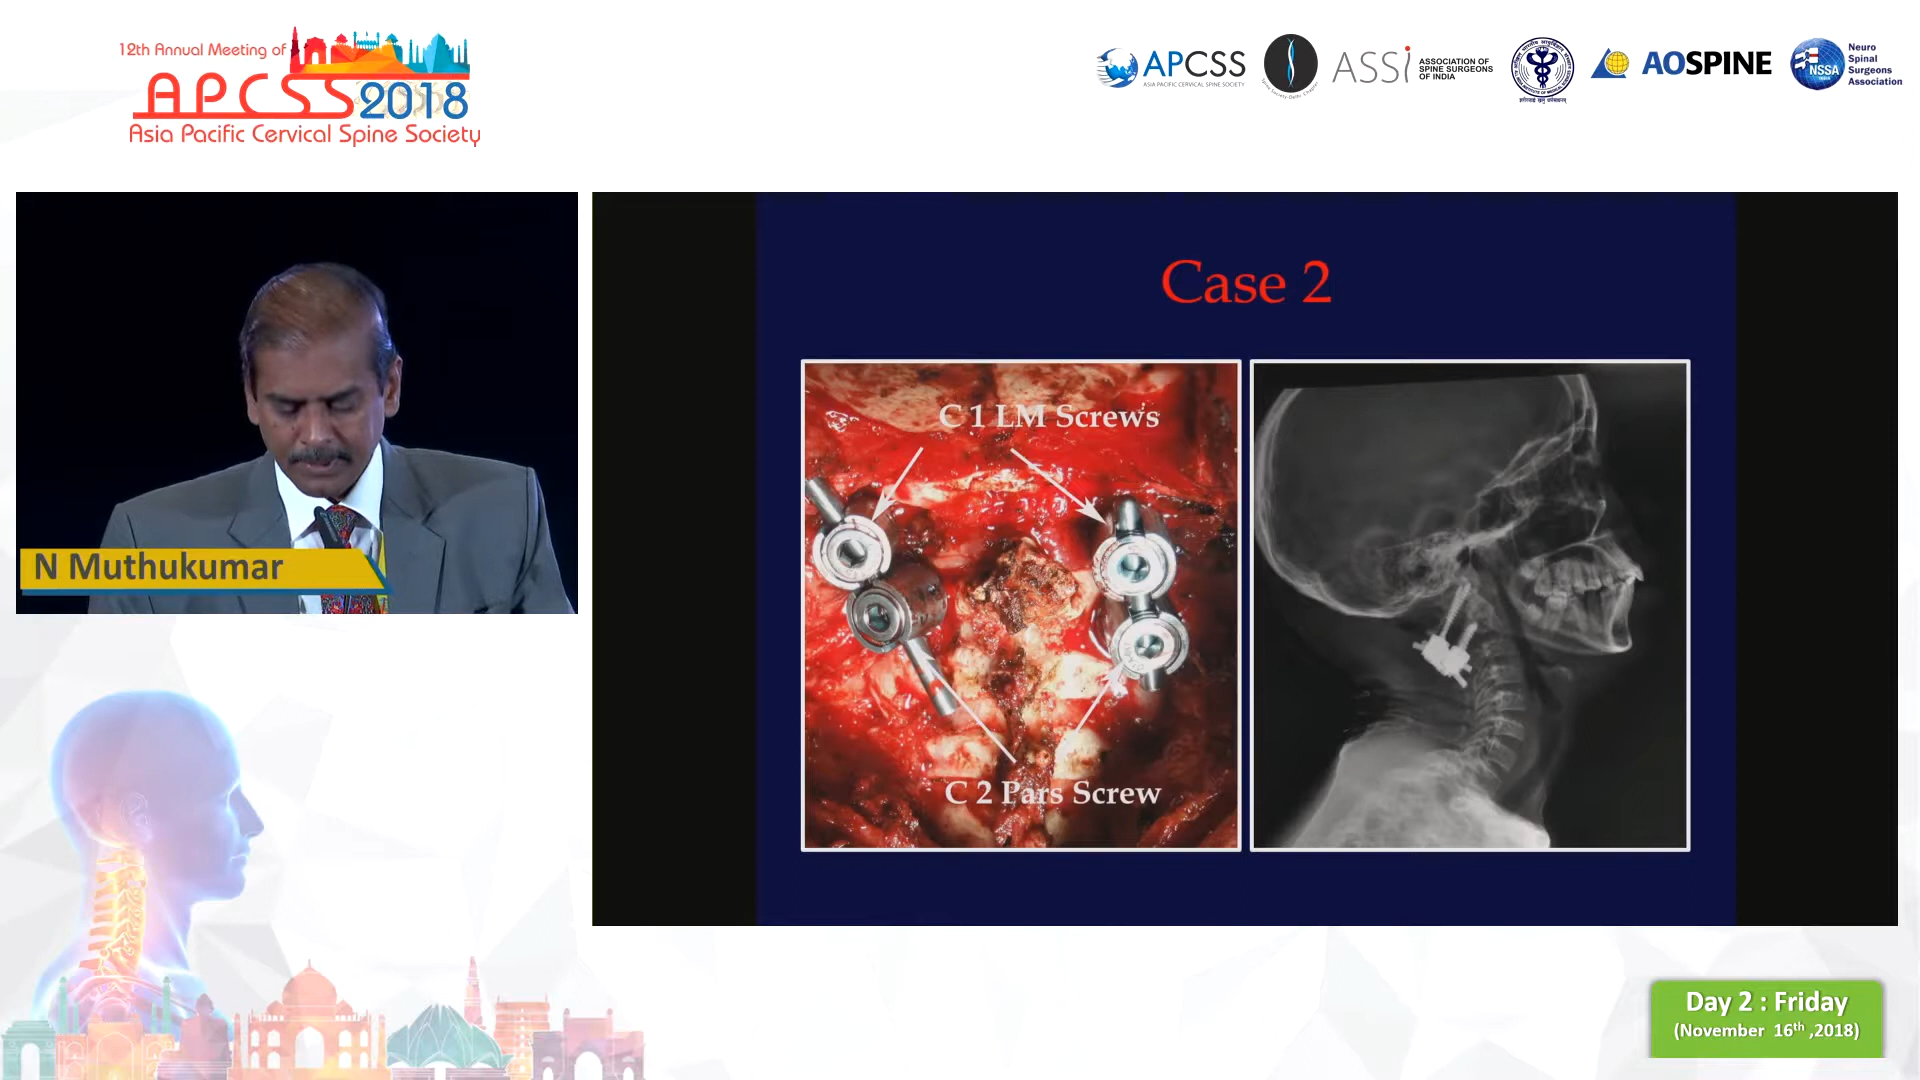 12th Annual Meeting of
APCSS 2018
Asia Pacific Cervical Spine Society
APCSS
ASIA PACIFIC CERVICAL SPINE SOCIETY
ASSi
ASSOCIATION OF
SPINE SURGEONS
OF INDIA
AOSPINE
NSSA
Neuro
Spinal
Surgeons
Association
N Muthukumar
Case 2
C 1 LM Screws
C 2 Pars Screw
Day 2 : Friday
(November 16th ,2018)